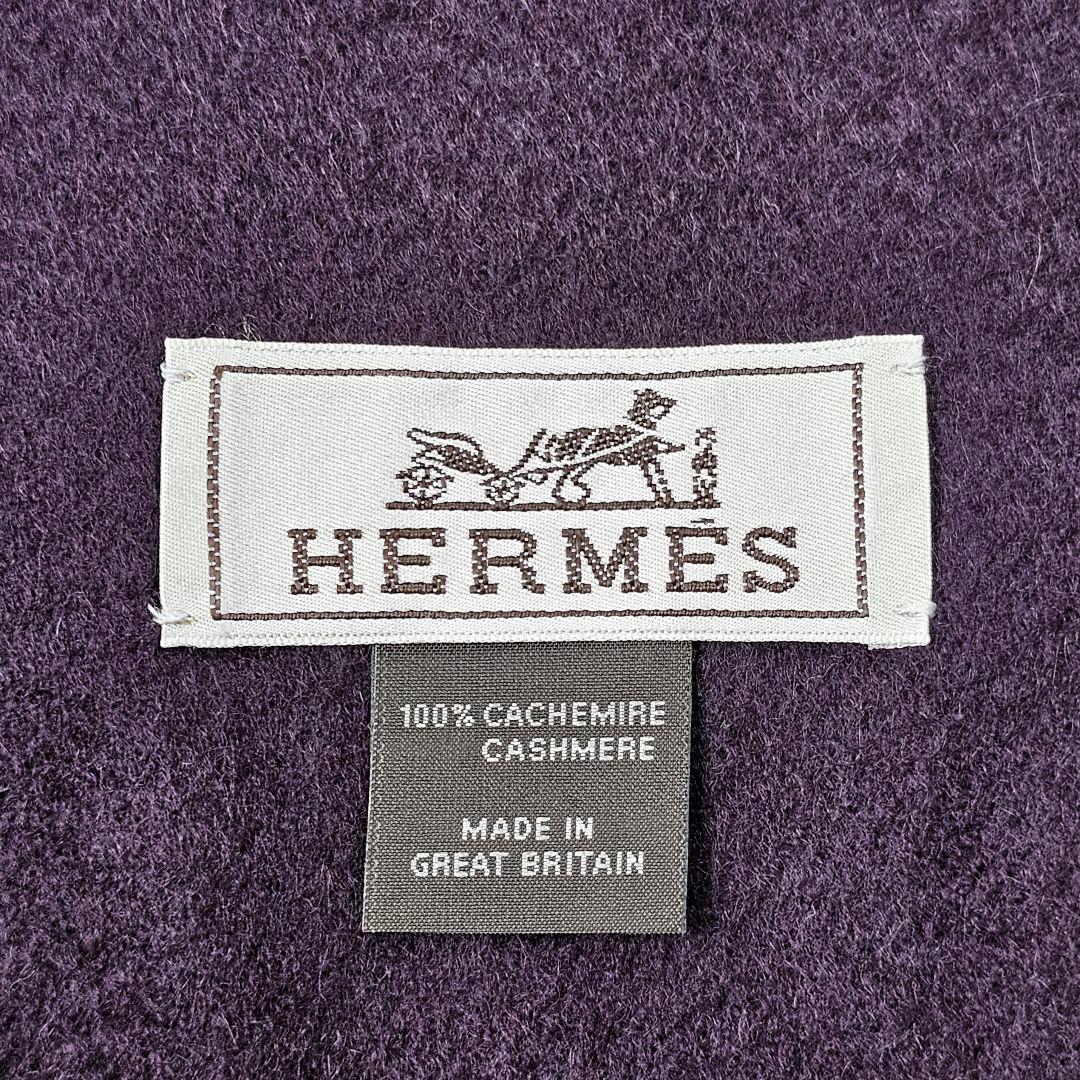 HERMÈS
100% CACHEMIRE
CASHMERE
MADE IN
GREAT BRITAIN